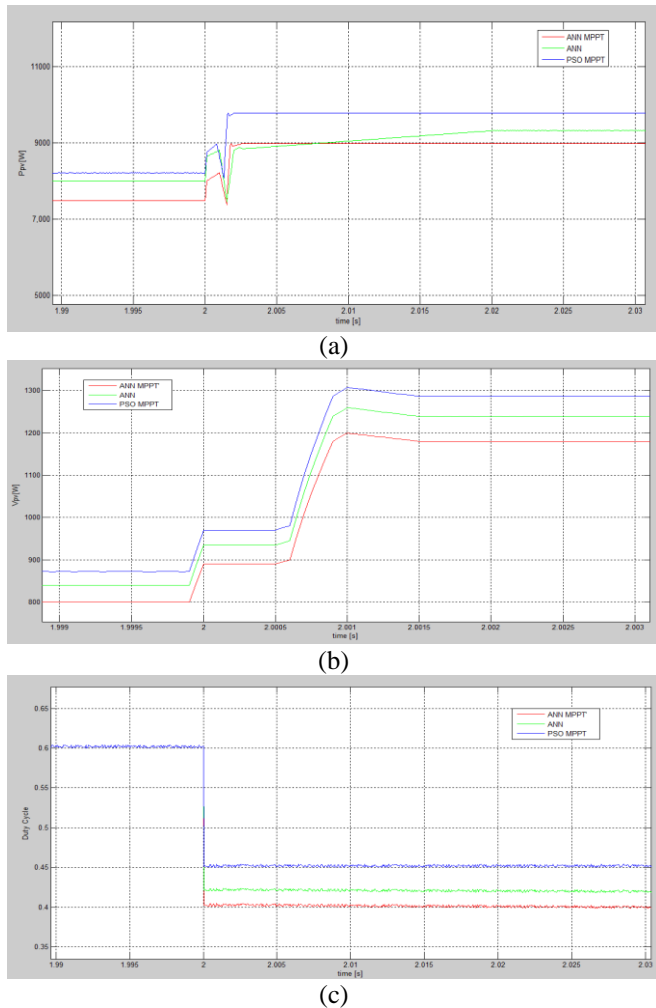 ANN MPPT
ANN
PSO MPPT
11000
9000
7,000
5000
Ppv[W]
1.99
1.995
2
2.005
2.01
2.015
2.02
2.025
2.03
time [s]
(a)
ANN MPPT
ANN
PSO MPPT
1300
1200
1100
1000
900
800
Vpv[W]
1.999
1.9995
2
2.0005
2.001
2.0015
2.002
2.0025
2.003
time [s]
(b)
ANN MPPT
ANN
PSO MPPT
0.65
0.6
0.55
0.5
0.45
0.4
0.35
Duty Cycle
1.99
1.995
2
2.005
2.01
2.015
2.02
2.025
2.03
time [s]
(c)